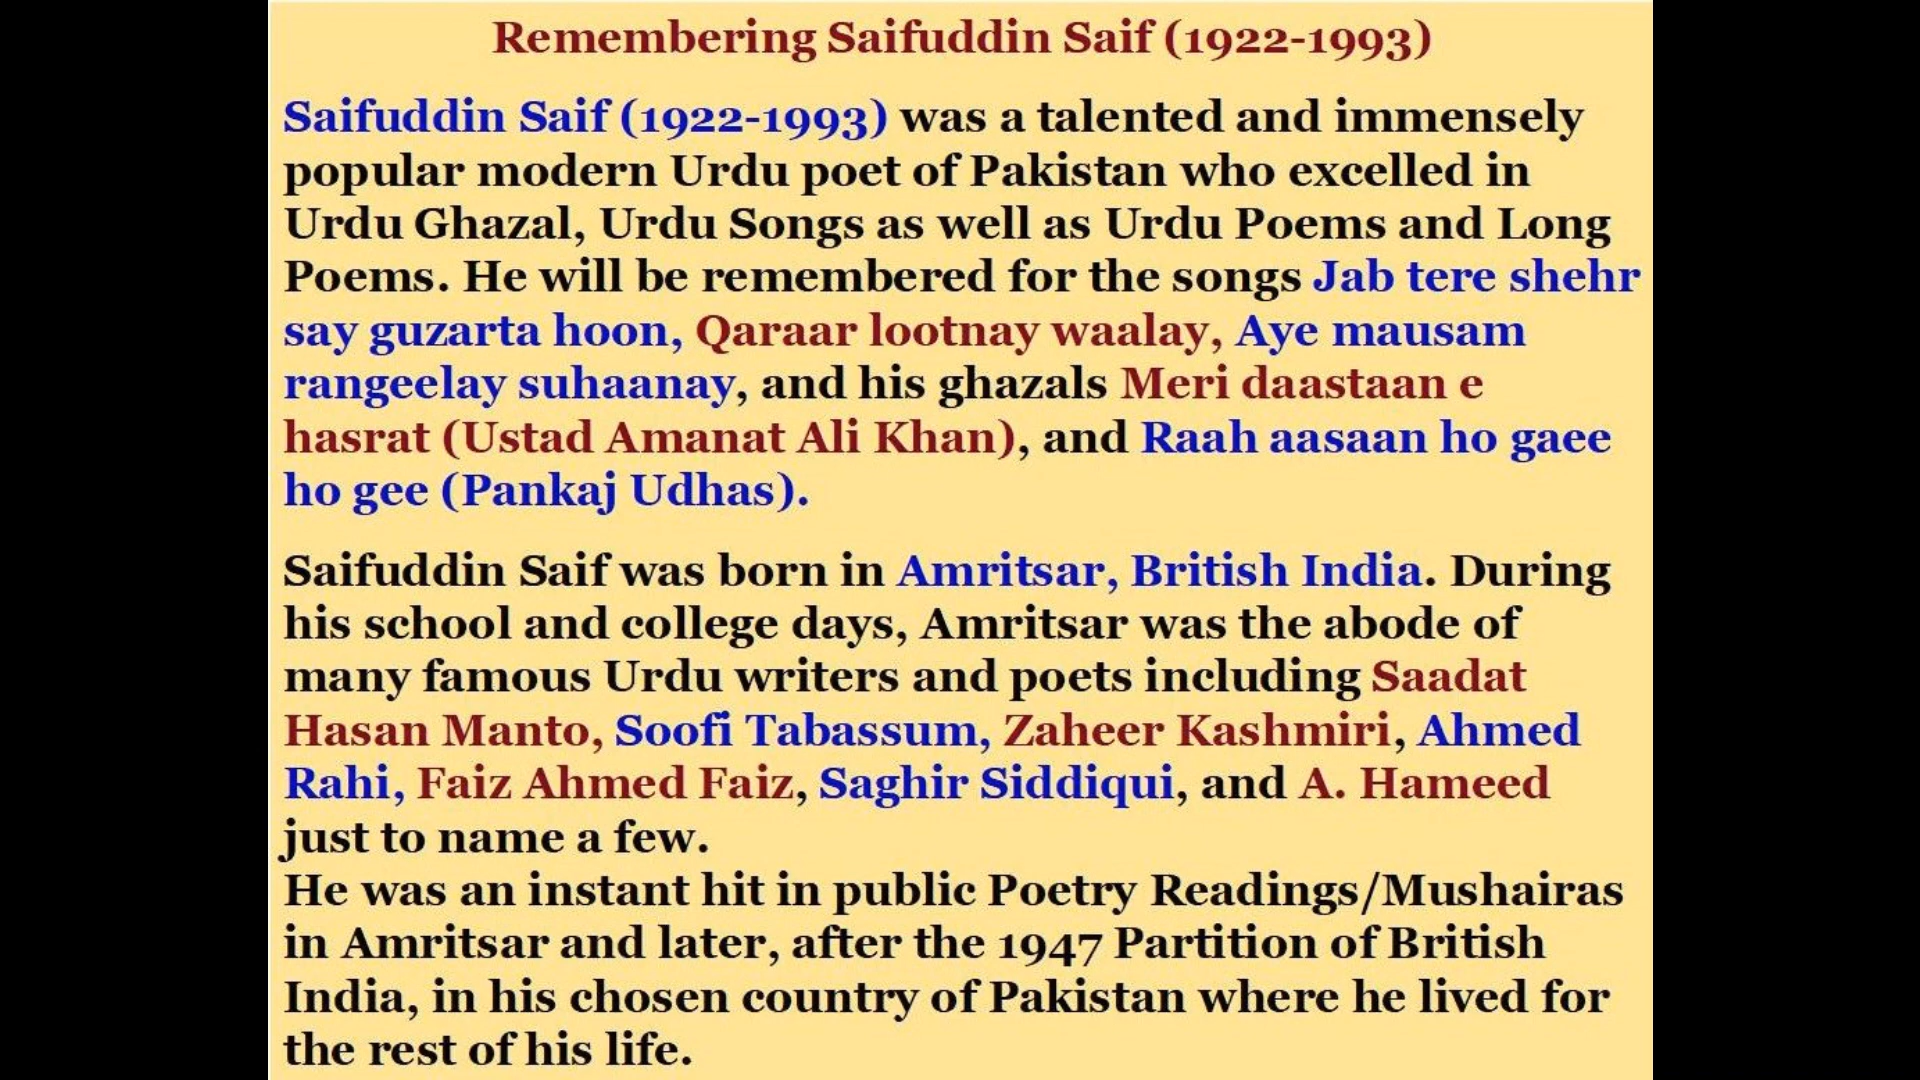 Remembering Saifuddin Saif (1922-1993)
Saifuddin Saif (1922-1993) was a talented and immensely
popular modern Urdu poet of Pakistan who excelled in
Urdu Ghazal, Urdu Songs as well as Urdu Poems and Long
Poems. He will be remembered for the songs Jab tere shehr
say guzarta hoon, Qaraar lootnay waalay, Aye mausam
rangeelay suhaanay, and his ghazals Meri daastaan e
hasrat (Ustad Amanat Ali Khan), and Raah aasaan ho gaee
ho gee (Pankaj Udhas).
Saifuddin Saif was born in Amritsar, British India. During
his school and college days, Amritsar was the abode of
many famous Urdu writers and poets including Saadat
Hasan Manto, Soofi Tabassum, Zaheer Kashmiri, Ahmed
Rahi, Faiz Ahmed Faiz, Saghir Siddiqui, and A. Hameed
just to name a few.
He was an instant hit in public Poetry Readings/Mushairas
in Amritsar and later, after the 1947 Partition of British
India, in his chosen country of Pakistan where he lived for
the rest of his life.